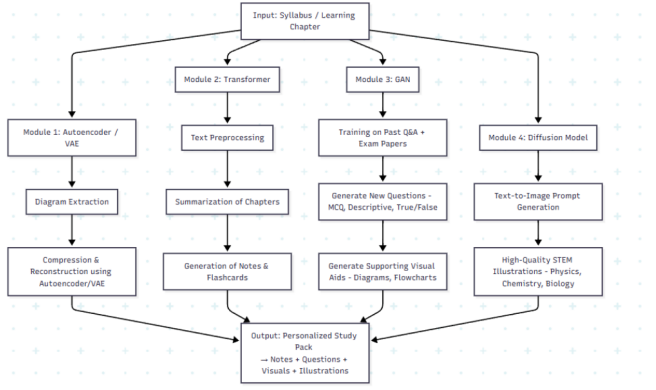 Input: Syllabus / Learning
Chapter
Module 2: Transformer
Module 3: GAN
Module 1: Autoencoder /
VAE
Text Preprocessing
Training on Past Q&A +
Exam Papers
Module 4: Diffusion Model
Diagram Extraction
Summarization of Chapters
Generate New Questions -
MCQ, Descriptive, True/False
Text-to-Image Prompt
Generation
Compression &
Reconstruction using
Autoencoder/VAE
Generation of Notes &
Flashcards
Generate Supporting Visual
Aids - Diagrams, Flowcharts
High-Quality STEM
Illustrations - Physics,
Chemistry, Biology
Output: Personalized Study
Pack
→ Notes + Questions +
Visuals + Illustrations